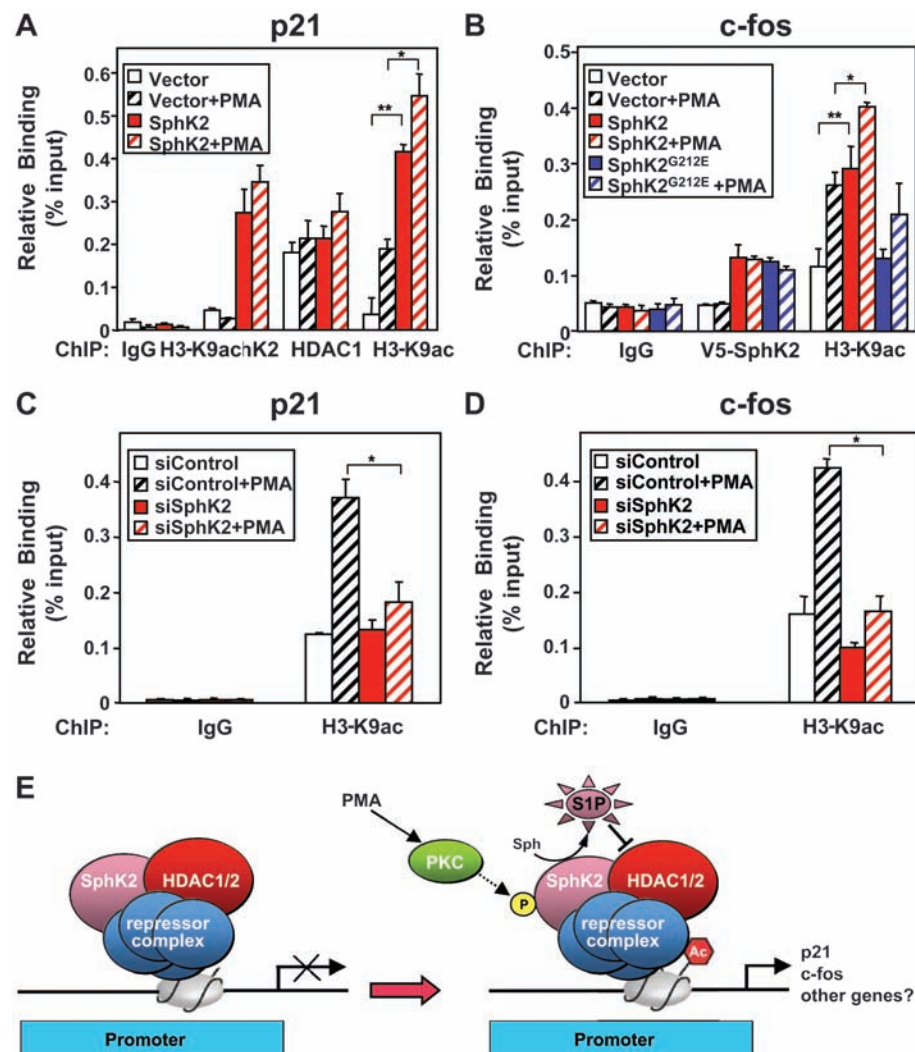 A
p21
Relative Binding
(% input)
0.6
0.4
0.2
0.1
0
Vector
Vector+PMA
SphK2
SphK2+PMA
*
**
ChIP:
IgG
H3-K9achK2
HDAC1
H3-K9ac
B
c-fos
Relative Binding
(% input)
0.5
0.3
0.2
0.1
0
Vector
Vector+PMA
SphK2
SphK2+PMA
SphK2G212E
SphK2G212E +PMA
*
**
ChIP:
IgG
V5-SphK2
H3-K9ac
C
p21
Relative Binding
(% input)
0.4
0.3
0.2
0.1
0
siControl
siControl+PMA
siSphK2
siSphK2+PMA
*
ChIP:
IgG
H3-K9ac
D
c-fos
Relative Binding
(% input)
0.4
0.3
0.2
0.1
0
siControl
siControl+PMA
siSphK2
siSphK2+PMA
*
ChIP:
IgG
H3-K9ac
E
SphK2
HDAC1/2
repressor
complex
Promoter
PMA
PKC
P
Sph
S1P
SphK2
HDAC1/2
repressor
complex
Ac
p21
c-fos
other genes?
Promoter